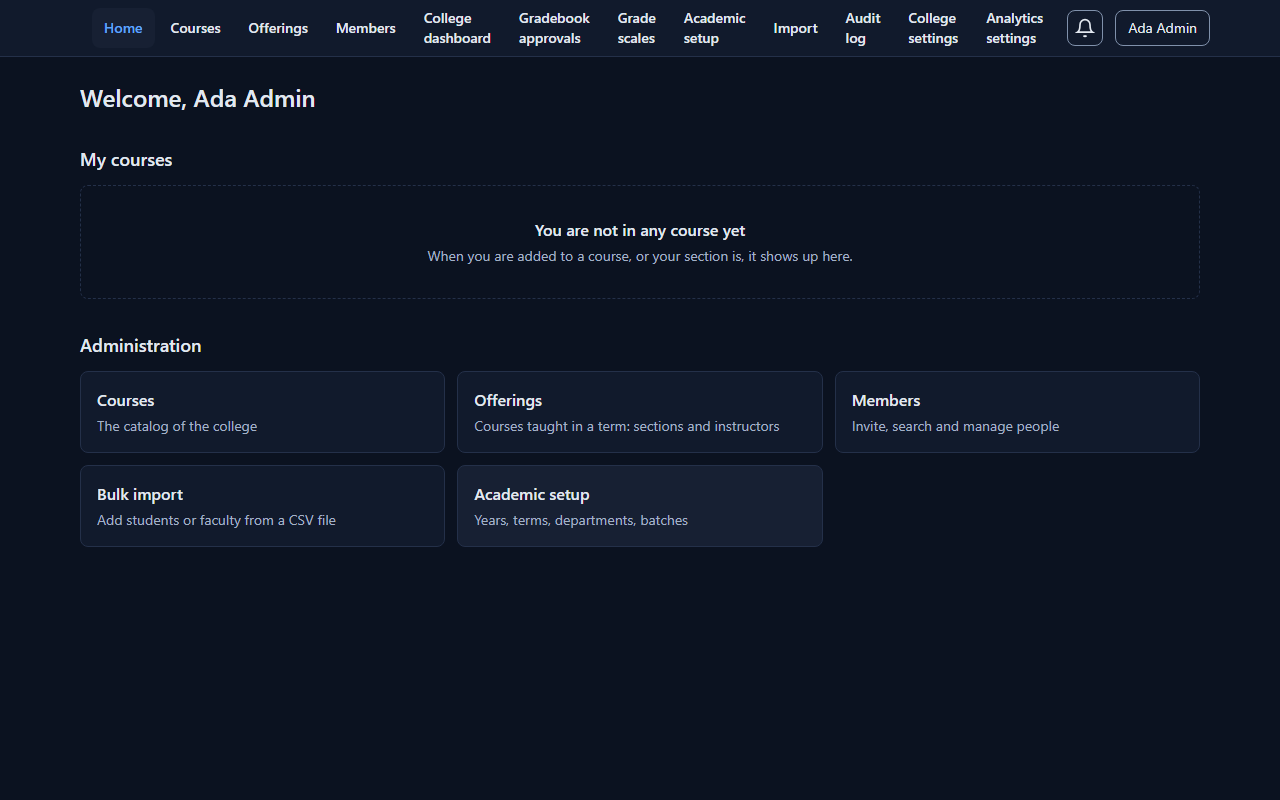 Home
Courses
Offerings
Members
College dashboard
Gradebook approvals
Grade scales
Academic setup
Import
Audit log
College settings
Analytics settings
Ada Admin
Welcome, Ada Admin
My courses
You are not in any course yet
When you are added to a course, or your section is, it shows up here.
Administration
Courses
The catalog of the college
Offerings
Courses taught in a term: sections and instructors
Members
Invite, search and manage people
Bulk import
Add students or faculty from a CSV file
Academic setup
Years, terms, departments, batches